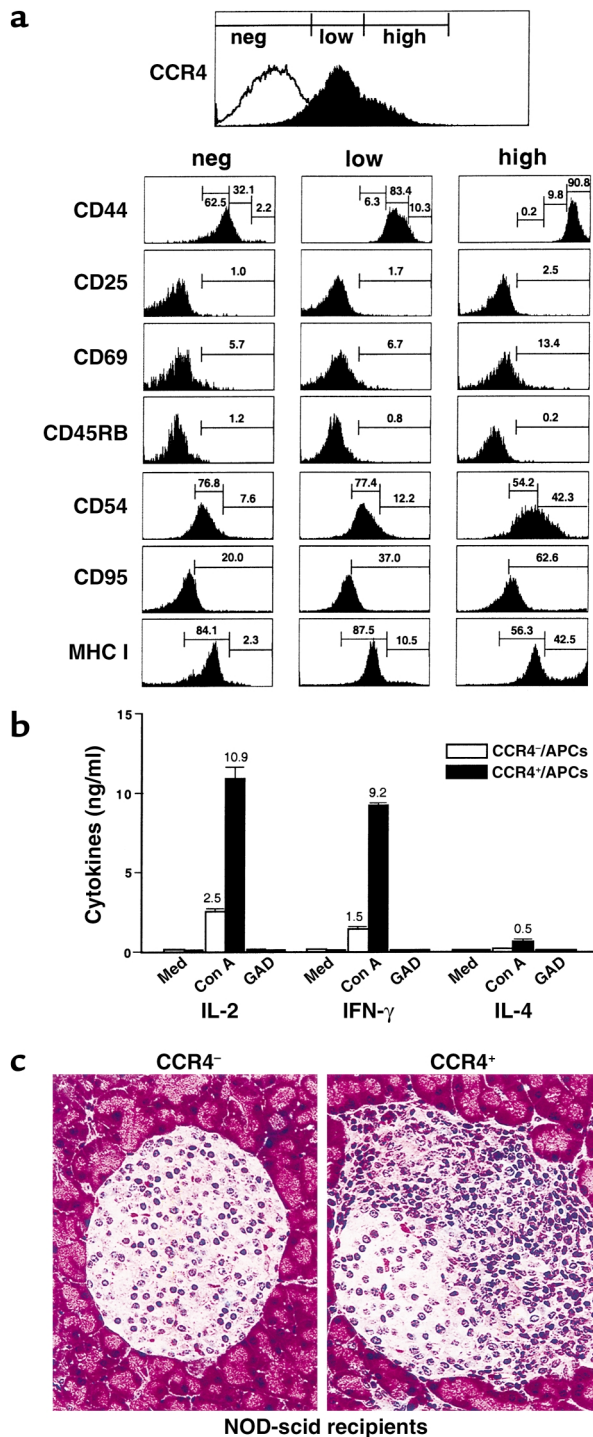 a
neg low high
CCR4
neg low high
CD44
32.1
62.5 2.2
83.4
6.3 10.3
90.8
9.8
0.2
CD25
1.0 1.7 2.5
CD69
5.7 6.7 13.4
CD45RB
1.2 0.8 0.2
CD54
76.8 7.6
77.4 12.2
54.2 42.3
CD95
20.0 37.0 62.6
MHC I
84.1 2.3
87.5 10.5
56.3 42.5
b
Cytokines (ng/ml)
15
10
5
0
CCR4⁻/APCs
CCR4⁺/APCs
10.9
2.5
9.2
1.5
0.5
Med Con A GAD Med Con A GAD Med Con A GAD
IL-2 IFN-γ IL-4
c
CCR4⁻ CCR4⁺
NOD-scid recipients